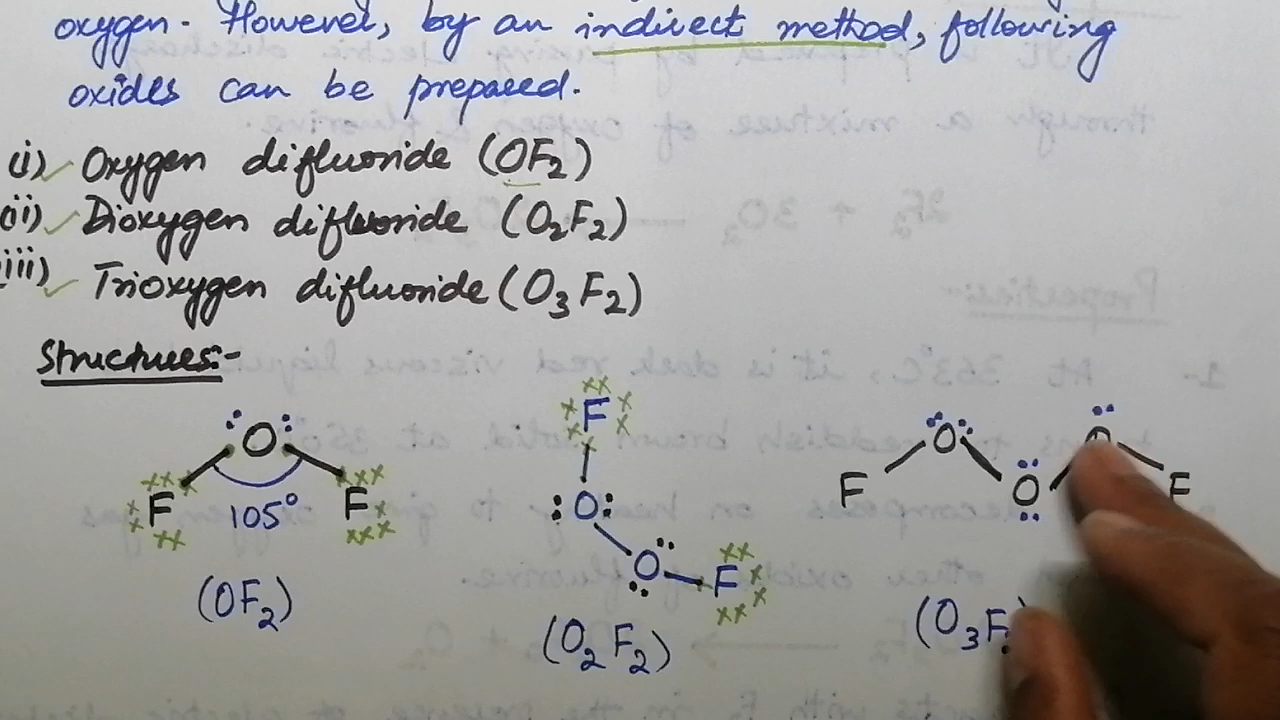 oxygen. However, by an indirect method, following
oxides can be prepared.
(i) Oxygen difluoride (OF₂)
(ii) Dioxygen difluoride (O₂F₂)
(iii) Trioxygen difluoride (O₃F₂)
Structures:-
F O F
105°
(OF₂)
F
O
O F
(O₂F₂)
F O O O F
(O₃F